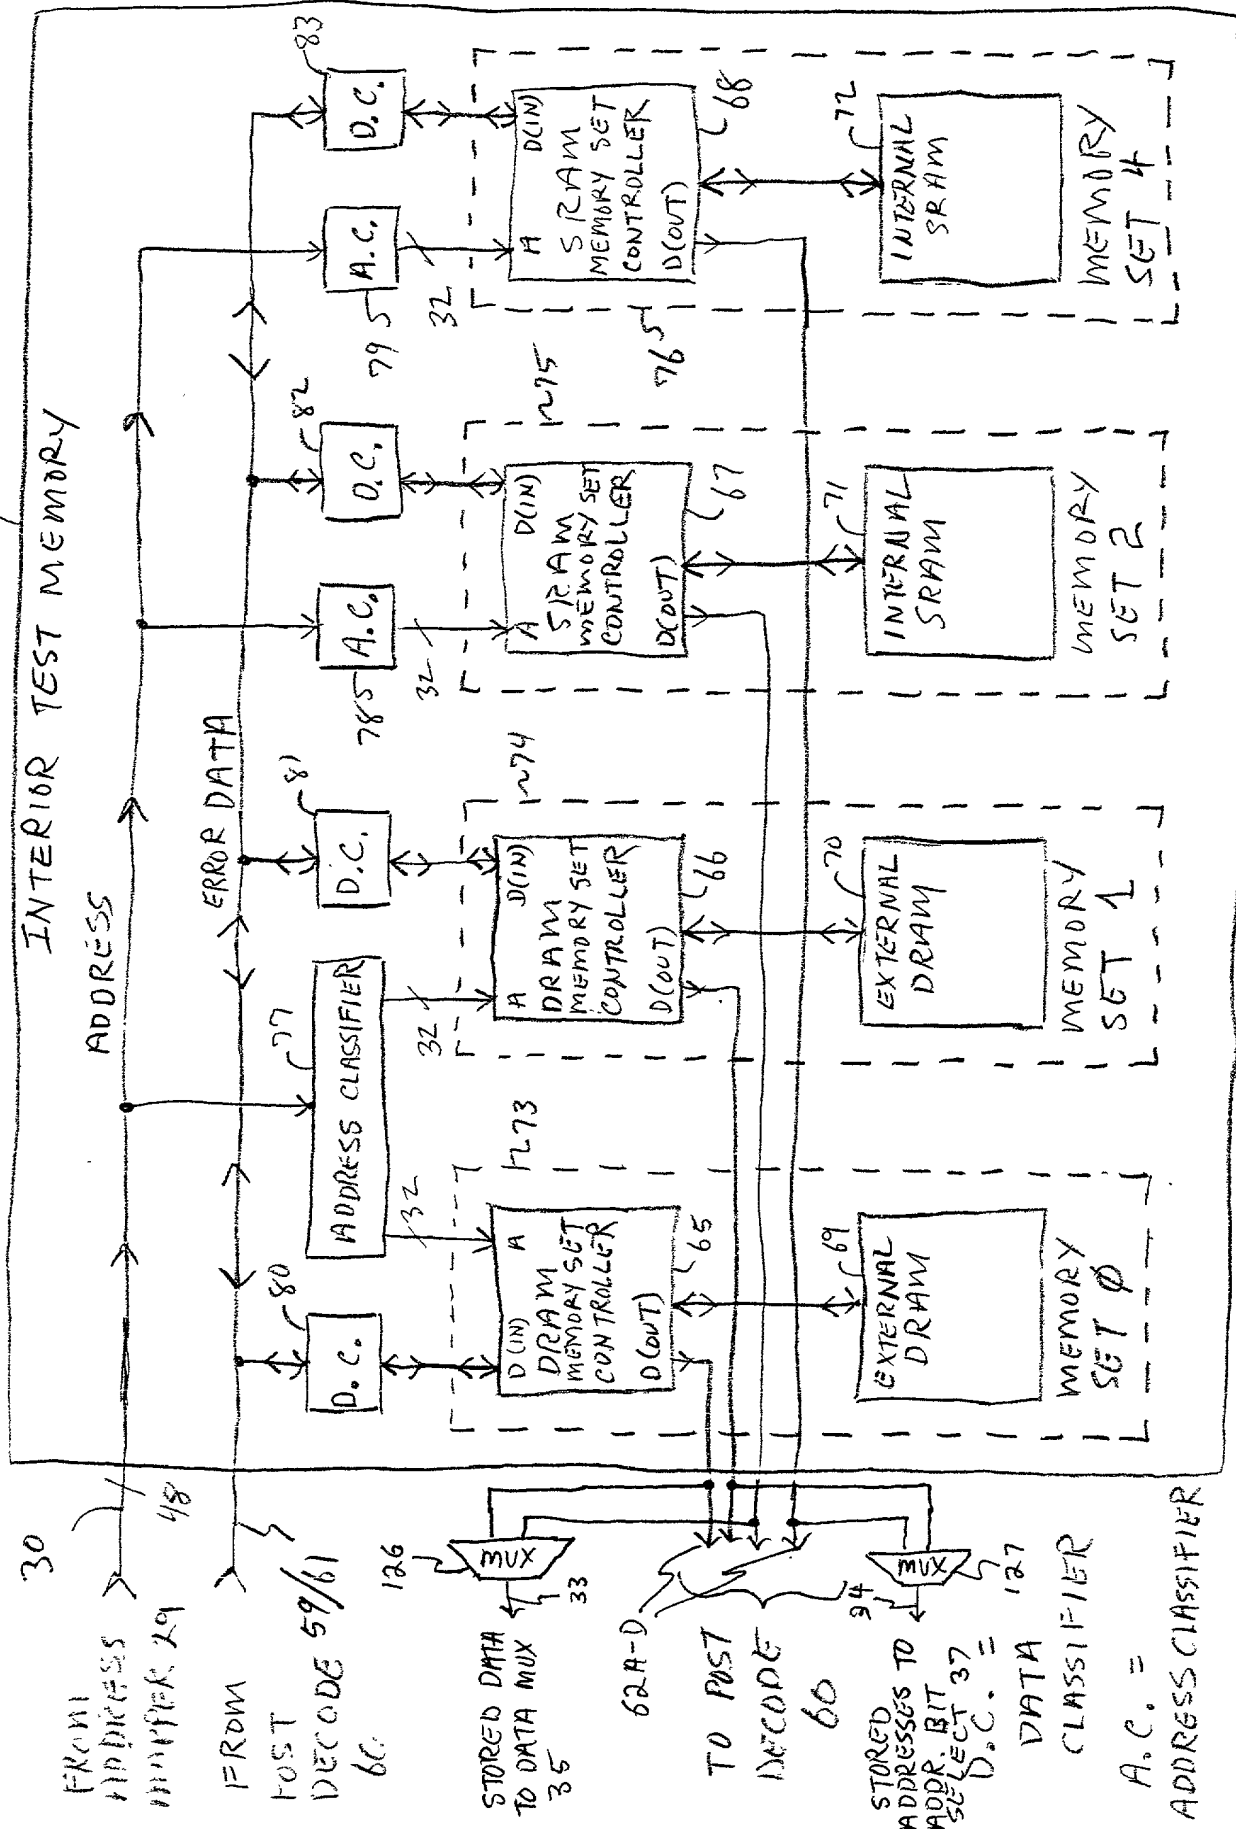 INTERIOR TEST MEMORY
30
ADDRESS
48
FROM
ADDRESS
MAPPER 29
ERROR DATA
59/61
FROM
POST
DECODE
60
80
D.C.
77
ADDRESS CLASSIFIER
81
D.C.
78
A.C.
82
D.C.
79
A.C.
83
D.C.
32
32
32
32
73
D(IN)
A
DRAM
MEMORY SET
CONTROLLER
D(OUT)
65
69
EXTERNAL
DRAM
MEMORY
SET 0
74
A
D(IN)
DRAM
MEMORY SET
CONTROLLER
D(OUT)
66
70
EXTERNAL
DRAM
MEMORY
SET 1
75
A
D(IN)
SRAM
MEMORY SET
CONTROLLER
D(OUT)
67
71
INTERNAL
SRAM
MEMORY
SET 2
76
A
D(IN)
SRAM
MEMORY SET
CONTROLLER
D(OUT)
68
72
INTERNAL
SRAM
MEMORY
SET 4
126
MUX
33
STORED DATA
TO DATA MUX
35
62A-D
TO POST
DECODE
60
MUX
127
34
STORED
ADDRESSES TO
ADDR BIT
SELECT 37
D.C. =
DATA
CLASSIFIER
A.C. =
ADDRESS CLASSIFIER